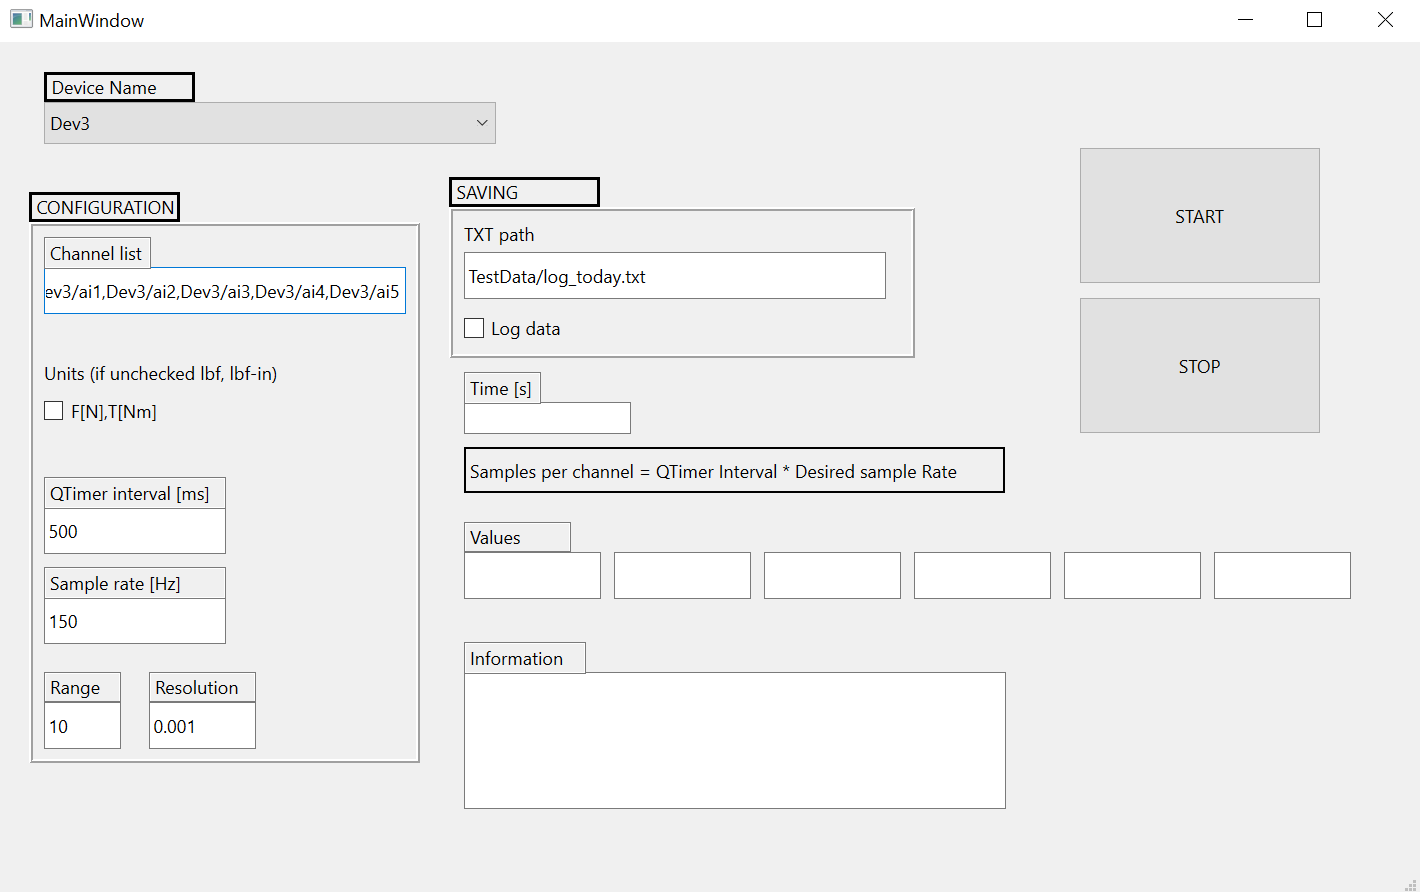 MainWindow
Device Name
Dev3
CONFIGURATION
Channel list
ev3/ai1,Dev3/ai2,Dev3/ai3,Dev3/ai4,Dev3/ai5
Units (if unchecked lbf, lbf-in)
F[N],T[Nm]
QTimer interval [ms]
500
Sample rate [Hz]
150
Range
Resolution
10
0.001
SAVING
TXT path
TestData/log_today.txt
Log data
Time [s]
Samples per channel = QTimer Interval * Desired sample Rate
Values
Information
START
STOP